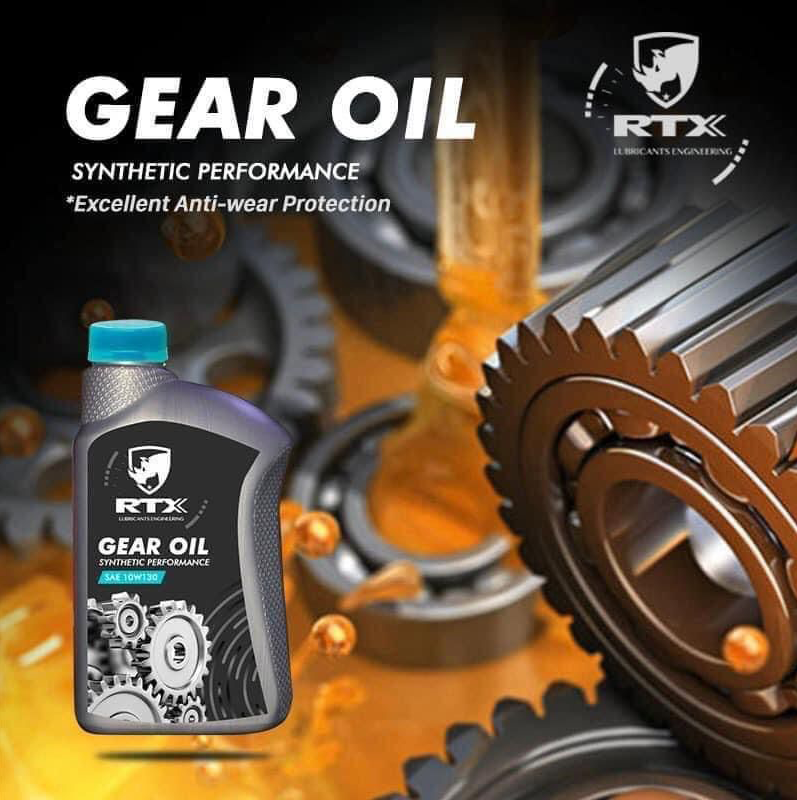 GEAR OIL
SYNTHETIC PERFORMANCE
*Excellent Anti-wear Protection
RTX
LUBRICANTS ENGINEERING
RTX
LUBRICANTS ENGINEERING
GEAR OIL
SYNTHETIC PERFORMANCE
SAE 10W130